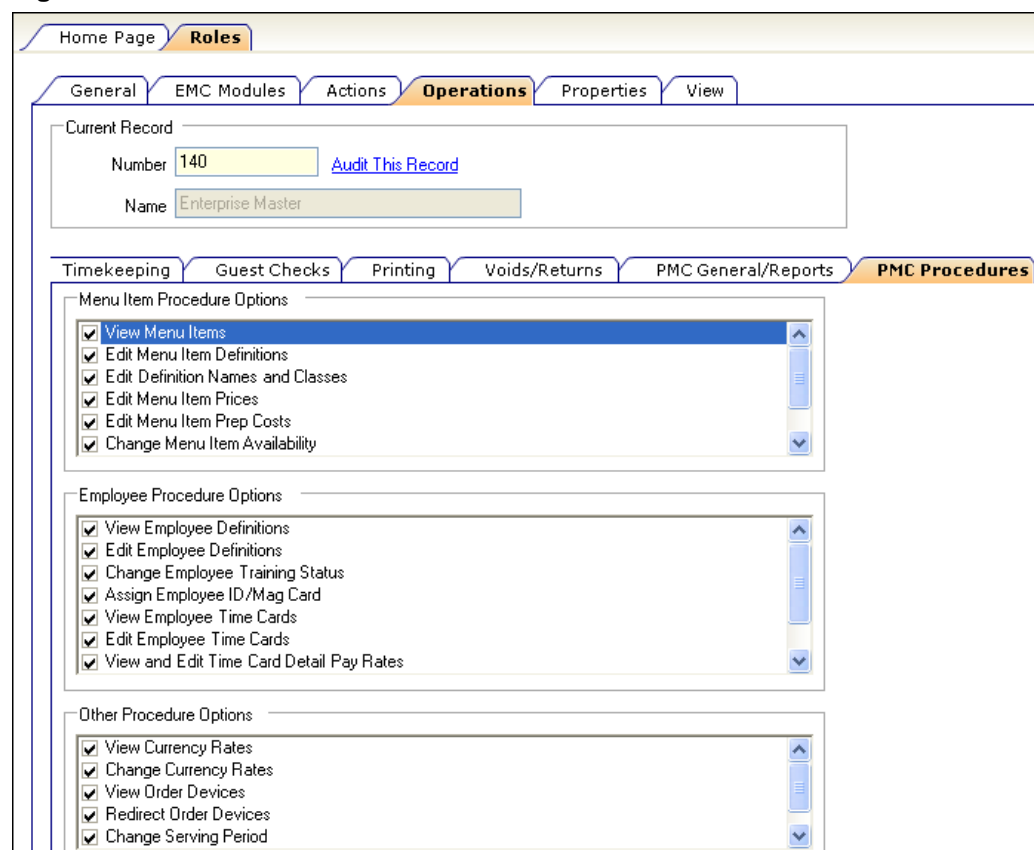 Home Page Roles
General EMC Modules Actions Operations Properties View
Current Record
Number 140 Audit This Record
Name Enterprise Master
Timekeeping Guest Checks Printing Voids/Returns PMC General/Reports PMC Procedures
Menu Item Procedure Options
View Menu Items
Edit Menu Item Definitions
Edit Definition Names and Classes
Edit Menu Item Prices
Edit Menu Item Prep Costs
Change Menu Item Availability
Employee Procedure Options
View Employee Definitions
Edit Employee Definitions
Change Employee Training Status
Assign Employee ID/Mag Card
View Employee Time Cards
Edit Employee Time Cards
View and Edit Time Card Detail Pay Rates
Other Procedure Options
View Currency Rates
Change Currency Rates
View Order Devices
Redirect Order Devices
Change Serving Period